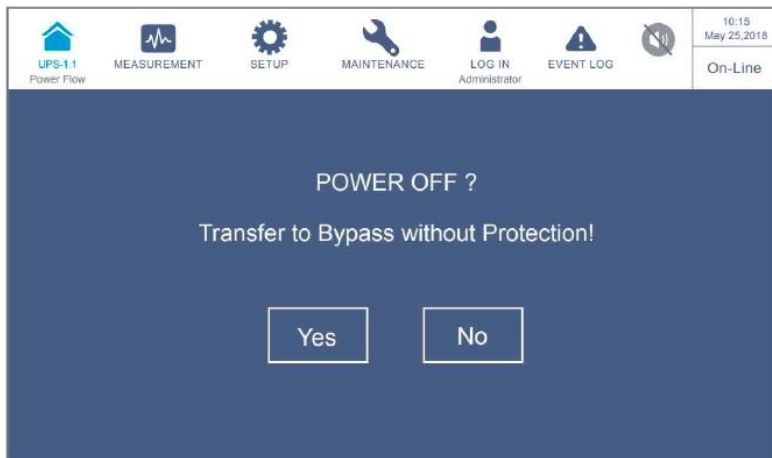 UPS-1.1
Power Flow
MEASUREMENT
SETUP
MAINTENANCE
LOG IN
Administrator
EVENT LOG
10:15
May 25,2018
On-Line
POWER OFF ?
Transfer to Bypass without Protection!
Yes
No